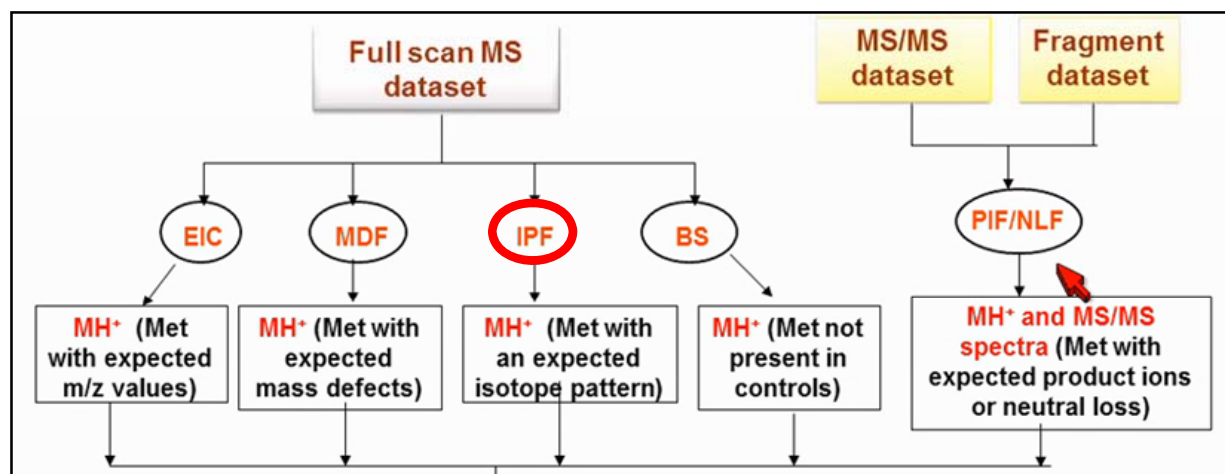 Full scan MS
dataset
MS/MS
dataset
Fragment
dataset
EIC
MDF
IPF
BS
PIF/NLF
MH⁺ (Met
with expected
m/z values)
MH⁺ (Met with
expected
mass defects)
MH⁺ (Met with
an expected
isotope pattern)
MH⁺ (Met not
present in
controls)
MH⁺ and MS/MS
spectra (Met with
expected product ions
or neutral loss)